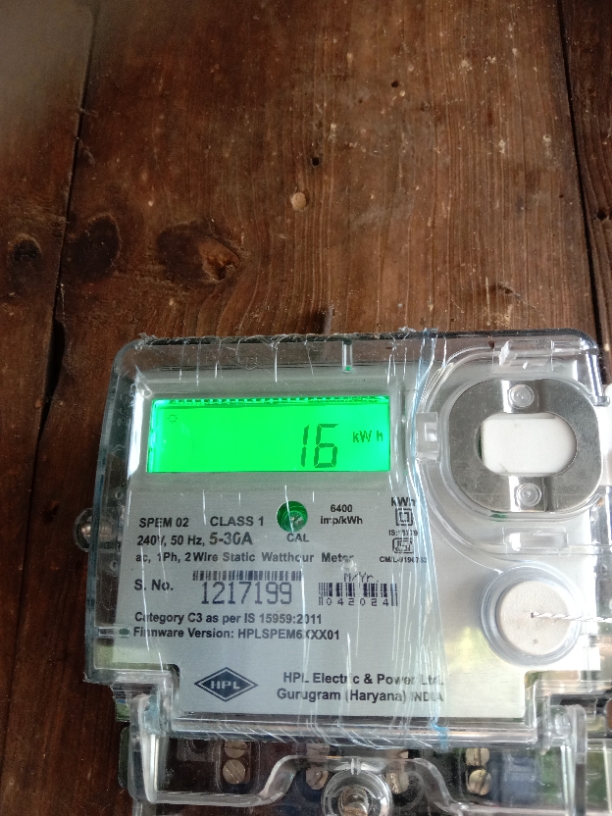 16 kWh
SPEM 02 CLASS 1 6400 kWh
240V, 50 Hz, 5-30A CAL imp/kWh
ac, 1Ph, 2 Wire Static Watthour Meter
S. No. 1217199 M/Yr. 042024
Category C3 as per IS 15959:2011
Firmware Version: HPLSPEM6XXX01
HPL HPL Electric & Power Ltd.
Gurugram (Haryana) INDIA